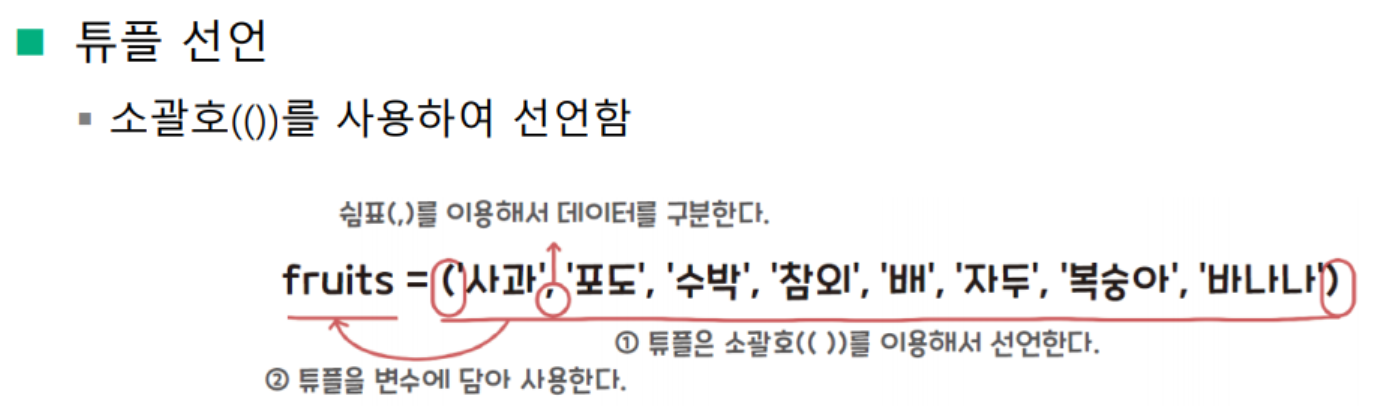 튜플 선언
소괄호(())를 사용하여 선언함
쉼표(,)를 이용해서 데이터를 구분한다.
fruits = ('사과', '포도', '수박', '참외', '배', '자두', '복숭아', '바나나')
① 튜플은 소괄호(( ))를 이용해서 선언한다.
② 튜플을 변수에 담아 사용한다.